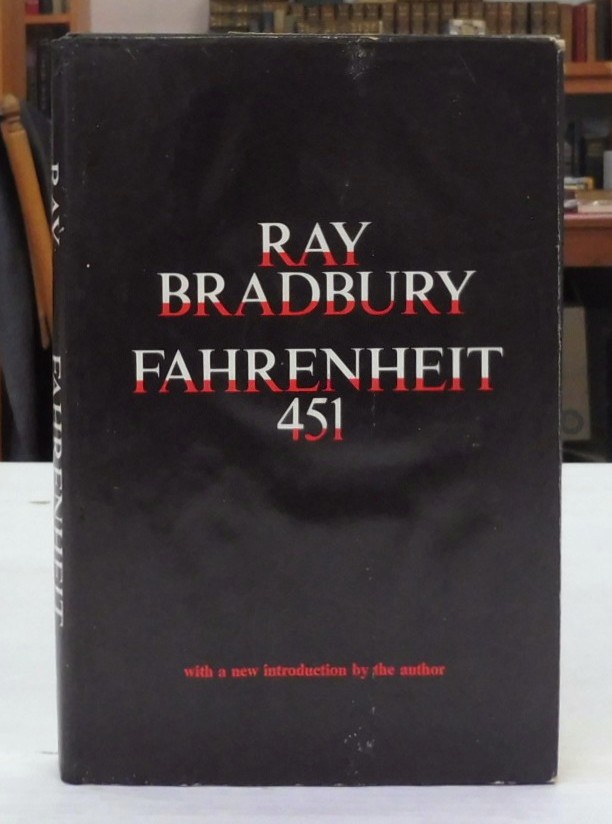 RAY
BRADBURY
FAHRENHEIT
451
with a new introduction by the author
RAY
FAHRENHEIT